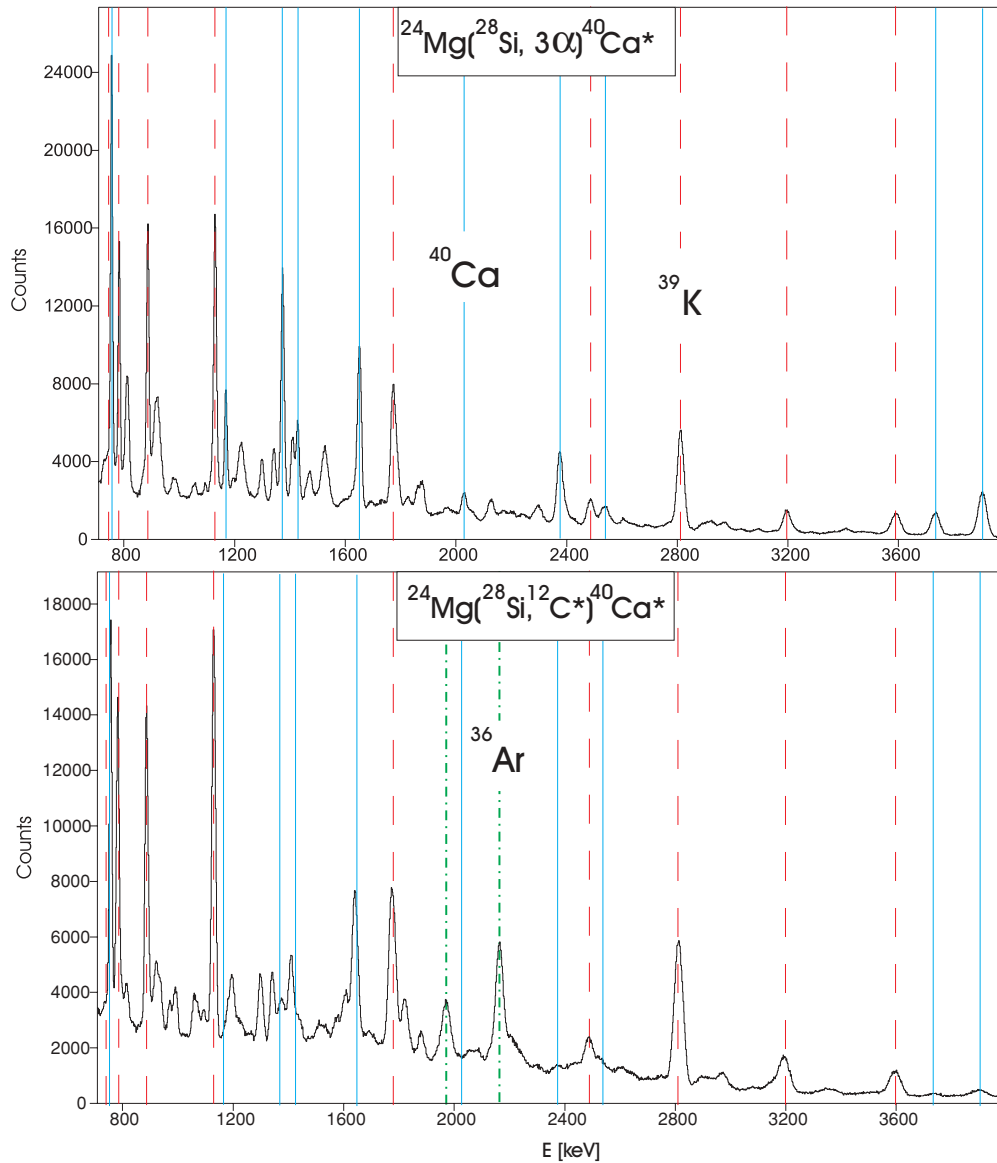 ²⁴Mg(²⁸Si, 3α)⁴⁰Ca*
24000
20000
16000
12000
8000
4000
0
Counts
⁴⁰Ca
³⁹K
800 1200 1600 2000 2400 2800 3200 3600
²⁴Mg(²⁸Si,¹²C*)⁴⁰Ca*
18000
16000
14000
12000
10000
8000
6000
4000
2000
0
Counts
³⁶Ar
800 1200 1600 2000 2400 2800 3200 3600
E [keV]